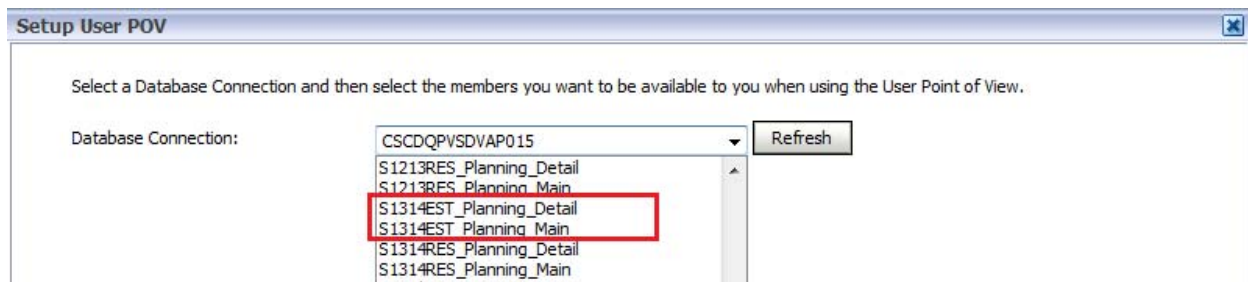 Setup User POV
Select a Database Connection and then select the members you want to be available to you when using the User Point of View.
Database Connection:
CSCDQPVSDVAP015
Refresh
S1213RES_Planning_Detail
S1213RES_Planning_Main
S1314EST_Planning_Detail
S1314EST_Planning_Main
S1314RES_Planning_Detail
S1314RES_Planning_Main